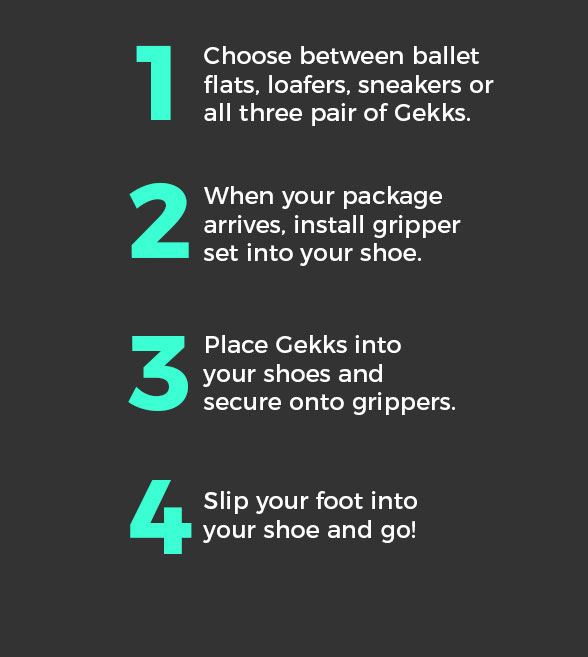 1
Choose between ballet
flats, loafers, sneakers or
all three pair of Gekks.
2
When your package
arrives, install gripper
set into your shoe.
3
Place Gekks into
your shoes and
secure onto grippers.
4
Slip your foot into
your shoe and go!